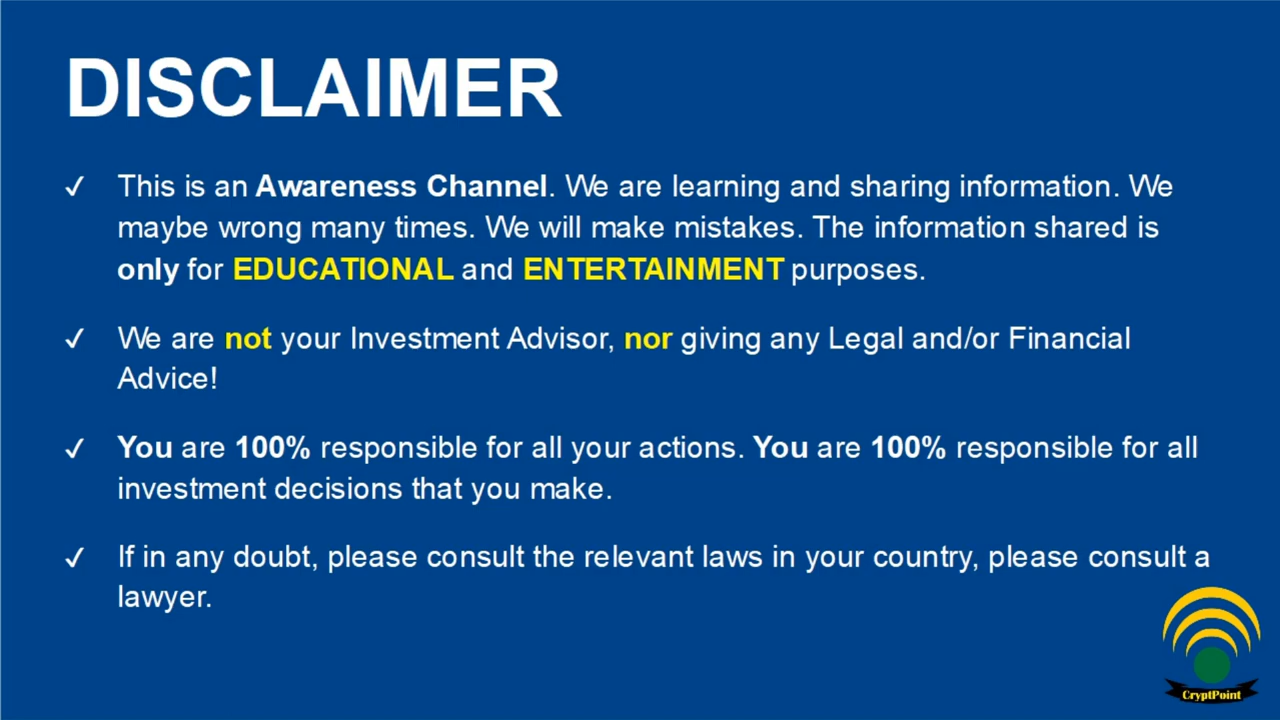 DISCLAIMER
✓ This is an Awareness Channel. We are learning and sharing information. We
maybe wrong many times. We will make mistakes. The information shared is
only for EDUCATIONAL and ENTERTAINMENT purposes.
✓ We are not your Investment Advisor, nor giving any Legal and/or Financial
Advice!
✓ You are 100% responsible for all your actions. You are 100% responsible for all
investment decisions that you make.
✓ If in any doubt, please consult the relevant laws in your country, please consult a
lawyer.
CryptPoint